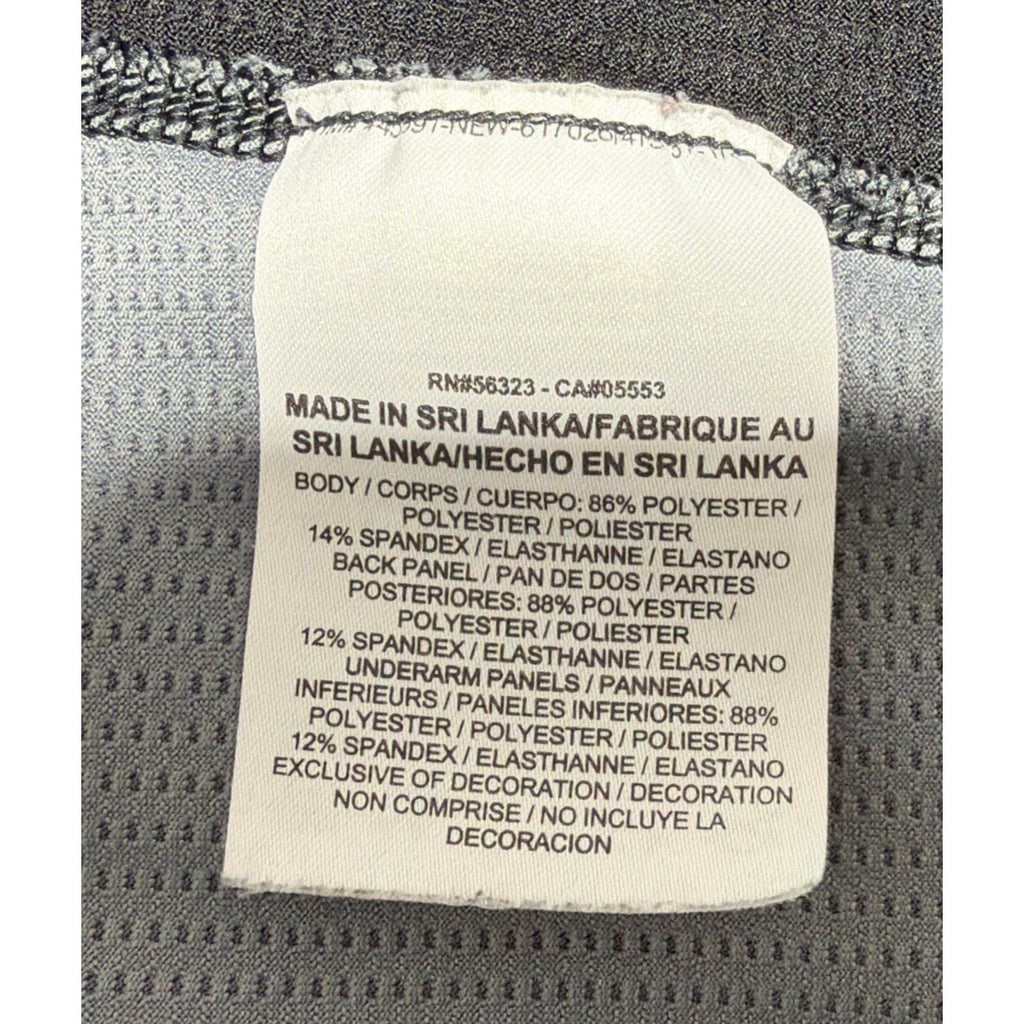 RN#56323 - CA#05553
MADE IN SRI LANKA/FABRIQUE AU
SRI LANKA/HECHO EN SRI LANKA
BODY / CORPS / CUERPO: 86% POLYESTER /
POLYESTER / POLIESTER
14% SPANDEX / ELASTHANNE / ELASTANO
BACK PANEL / PAN DE DOS / PARTES
POSTERIORES: 88% POLYESTER /
POLYESTER / POLIESTER
12% SPANDEX / ELASTHANNE / ELASTANO
UNDERARM PANELS / PANNEAUX
INFERIEURS / PANELES INFERIORES: 88%
POLYESTER / POLYESTER / POLIESTER
12% SPANDEX / ELASTHANNE / ELASTANO
EXCLUSIVE OF DECORATION / DECORATION
NON COMPRISE / NO INCLUYE LA
DECORACION